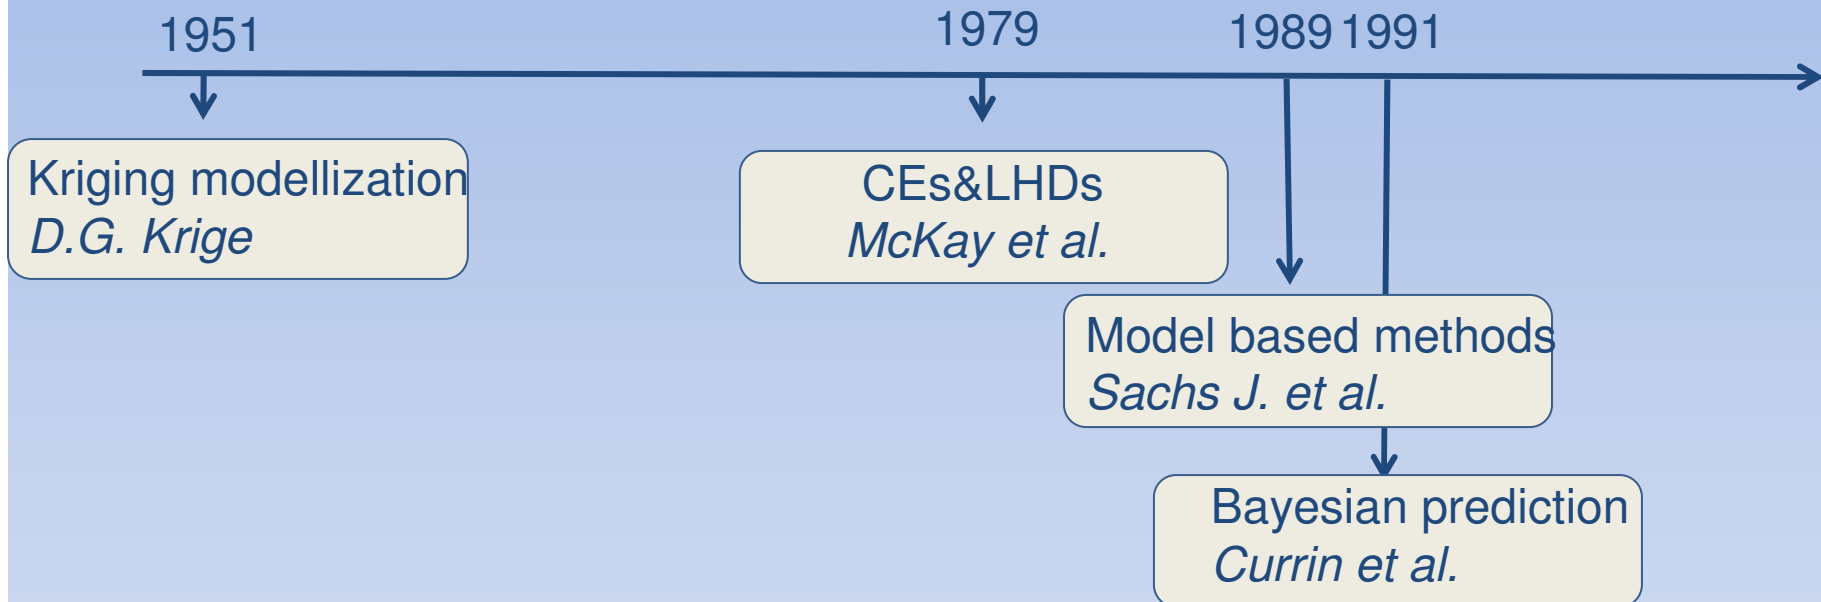 1951
1979
1989 1991
Kriging modellization
D.G. Krige
CEs&LHDs
McKay et al.
Model based methods
Sachs J. et al.
Bayesian prediction
Currin et al.